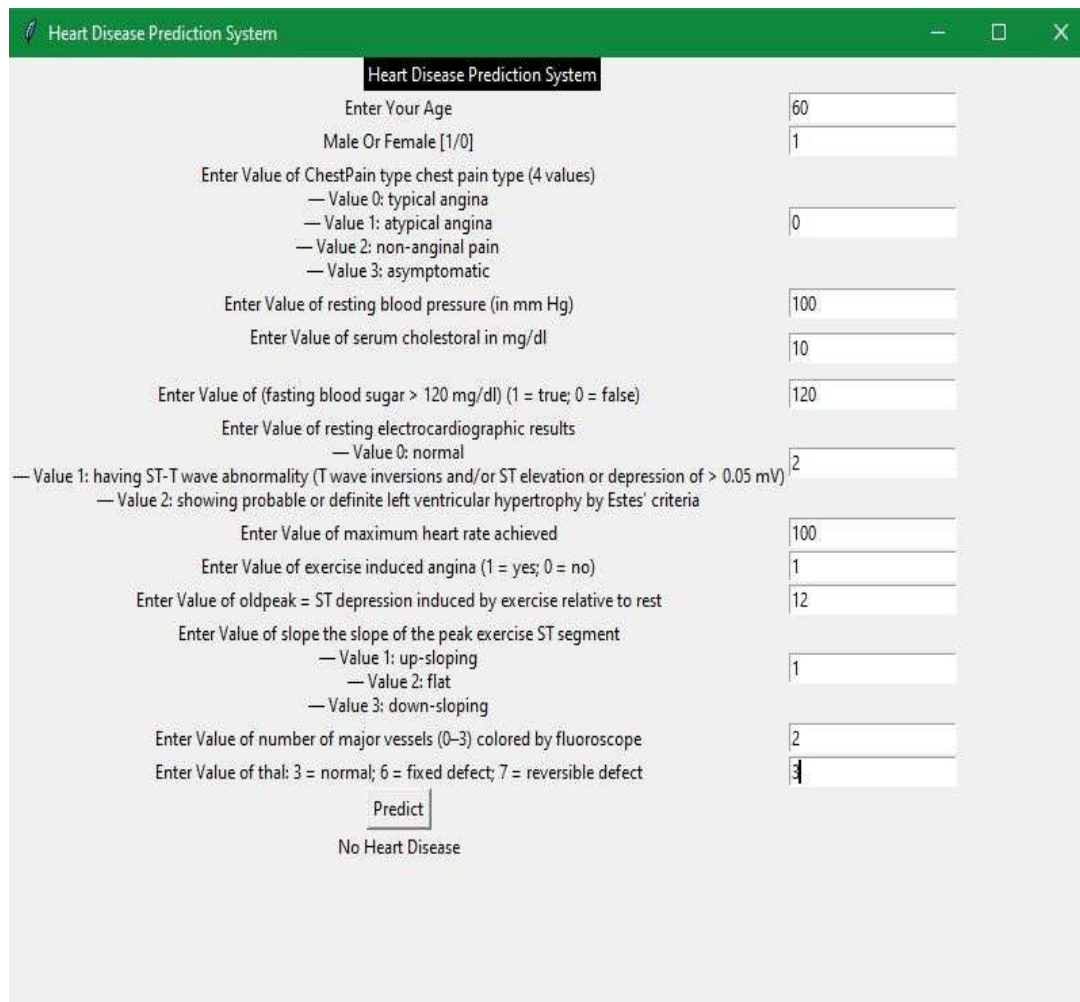 Heart Disease Prediction System
Heart Disease Prediction System
Enter Your Age 60
Male Or Female [1/0] 1
Enter Value of ChestPain type chest pain type (4 values)
— Value 0: typical angina
— Value 1: atypical angina 0
— Value 2: non-anginal pain
— Value 3: asymptomatic
Enter Value of resting blood pressure (in mm Hg) 100
Enter Value of serum cholestoral in mg/dl 10
Enter Value of (fasting blood sugar > 120 mg/dl) (1 = true; 0 = false) 120
Enter Value of resting electrocardiographic results
— Value 0: normal 2
— Value 1: having ST-T wave abnormality (T wave inversions and/or ST elevation or depression of > 0.05 mV)
— Value 2: showing probable or definite left ventricular hypertrophy by Estes' criteria
Enter Value of maximum heart rate achieved 100
Enter Value of exercise induced angina (1 = yes; 0 = no) 1
Enter Value of oldpeak = ST depression induced by exercise relative to rest 12
Enter Value of slope the slope of the peak exercise ST segment
— Value 1: up-sloping 1
— Value 2: flat
— Value 3: down-sloping
Enter Value of number of major vessels (0–3) colored by fluoroscope 2
Enter Value of thal: 3 = normal; 6 = fixed defect; 7 = reversible defect 3
Predict
No Heart Disease